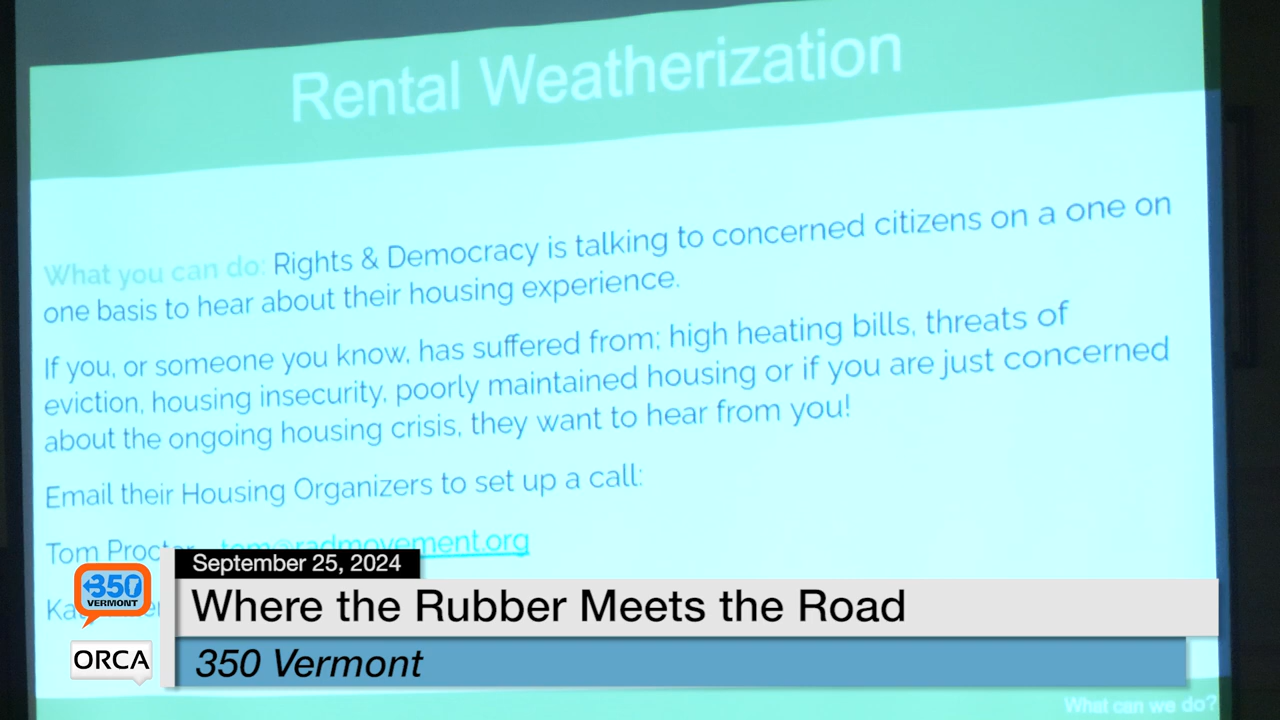 Rental Weatherization
What you can do: Rights & Democracy is talking to concerned citizens on a one on
one basis to hear about their housing experience.
If you, or someone you know, has suffered from: high heating bills, threats of
eviction, housing insecurity, poorly maintained housing or if you are just concerned
about the ongoing housing crisis, they want to hear from you!
Email their Housing Organizers to set up a call:
Tom Procter tom@radmovement.org
September 25, 2024
350
VERMONT
Where the Rubber Meets the Road
ORCA
350 Vermont
What can we do?